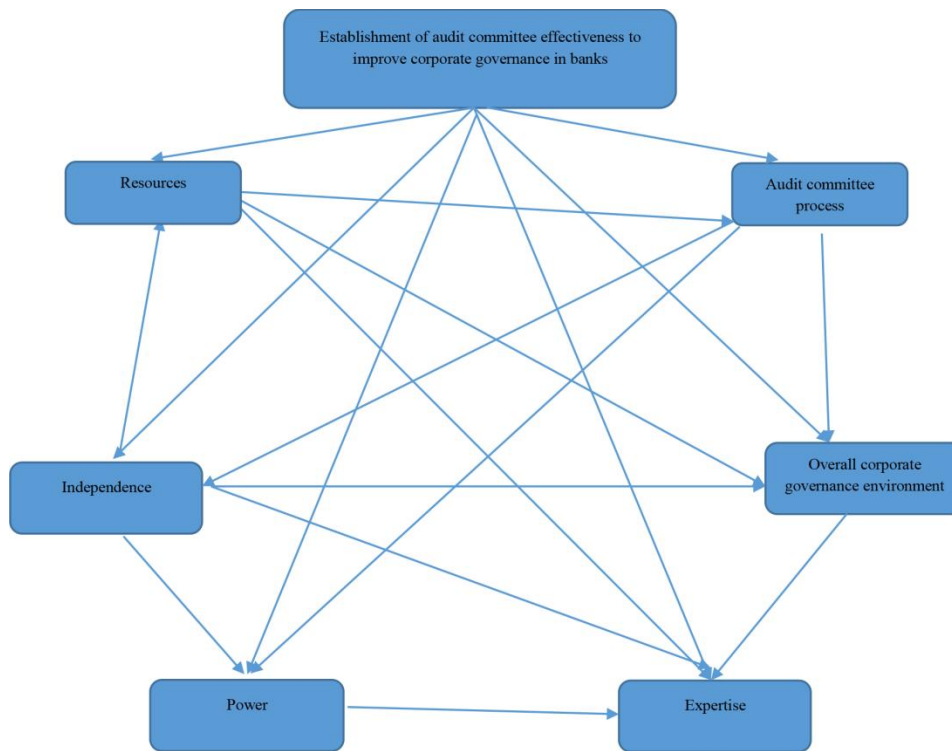 Establishment of audit committee effectiveness to
improve corporate governance in banks
Resources
Audit committee
process
Independence
Overall corporate
governance environment
Power
Expertise